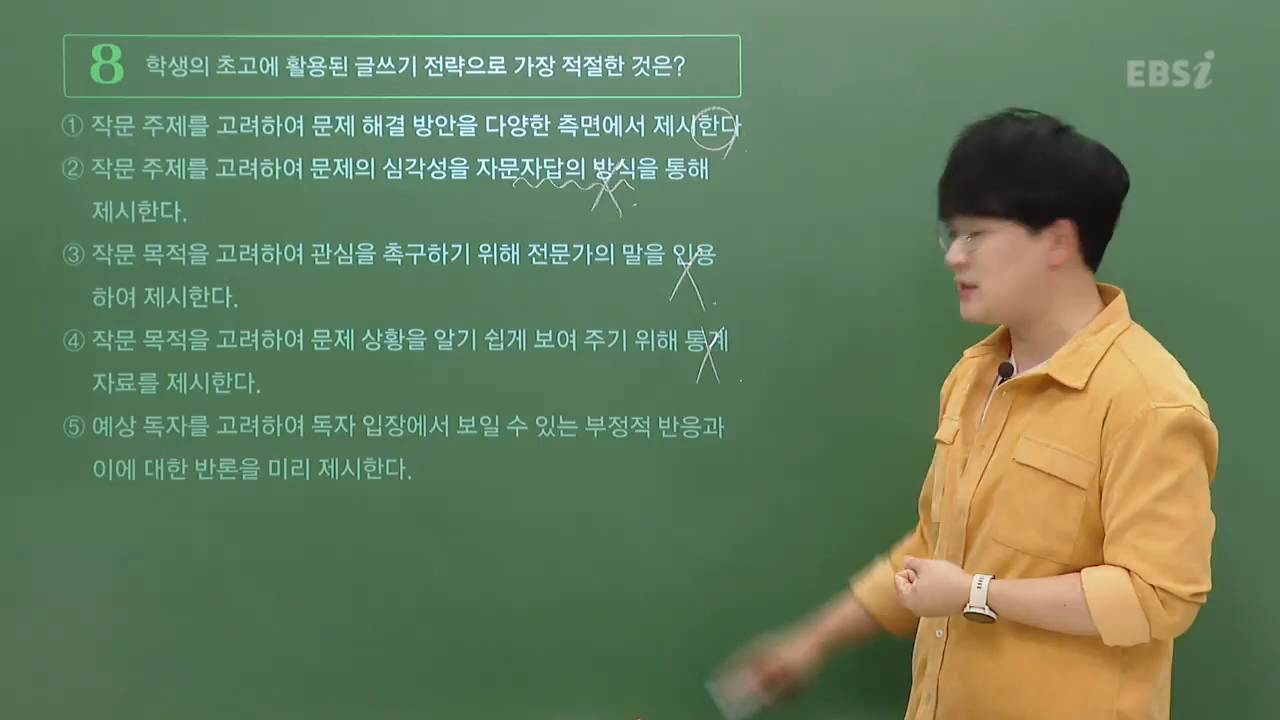 8 학생의 초고에 활용된 글쓰기 전략으로 가장 적절한 것은?
EBSi
① 작문 주제를 고려하여 문제 해결 방안을 다양한 측면에서 제시한다
② 작문 주제를 고려하여 문제의 심각성을 자문자답의 방식을 통해
제시한다.
③ 작문 목적을 고려하여 관심을 촉구하기 위해 전문가의 말을 인용
하여 제시한다.
④ 작문 목적을 고려하여 문제 상황을 알기 쉽게 보여 주기 위해 통계
자료를 제시한다.
⑤ 예상 독자를 고려하여 독자 입장에서 보일 수 있는 부정적 반응과
이에 대한 반론을 미리 제시한다.